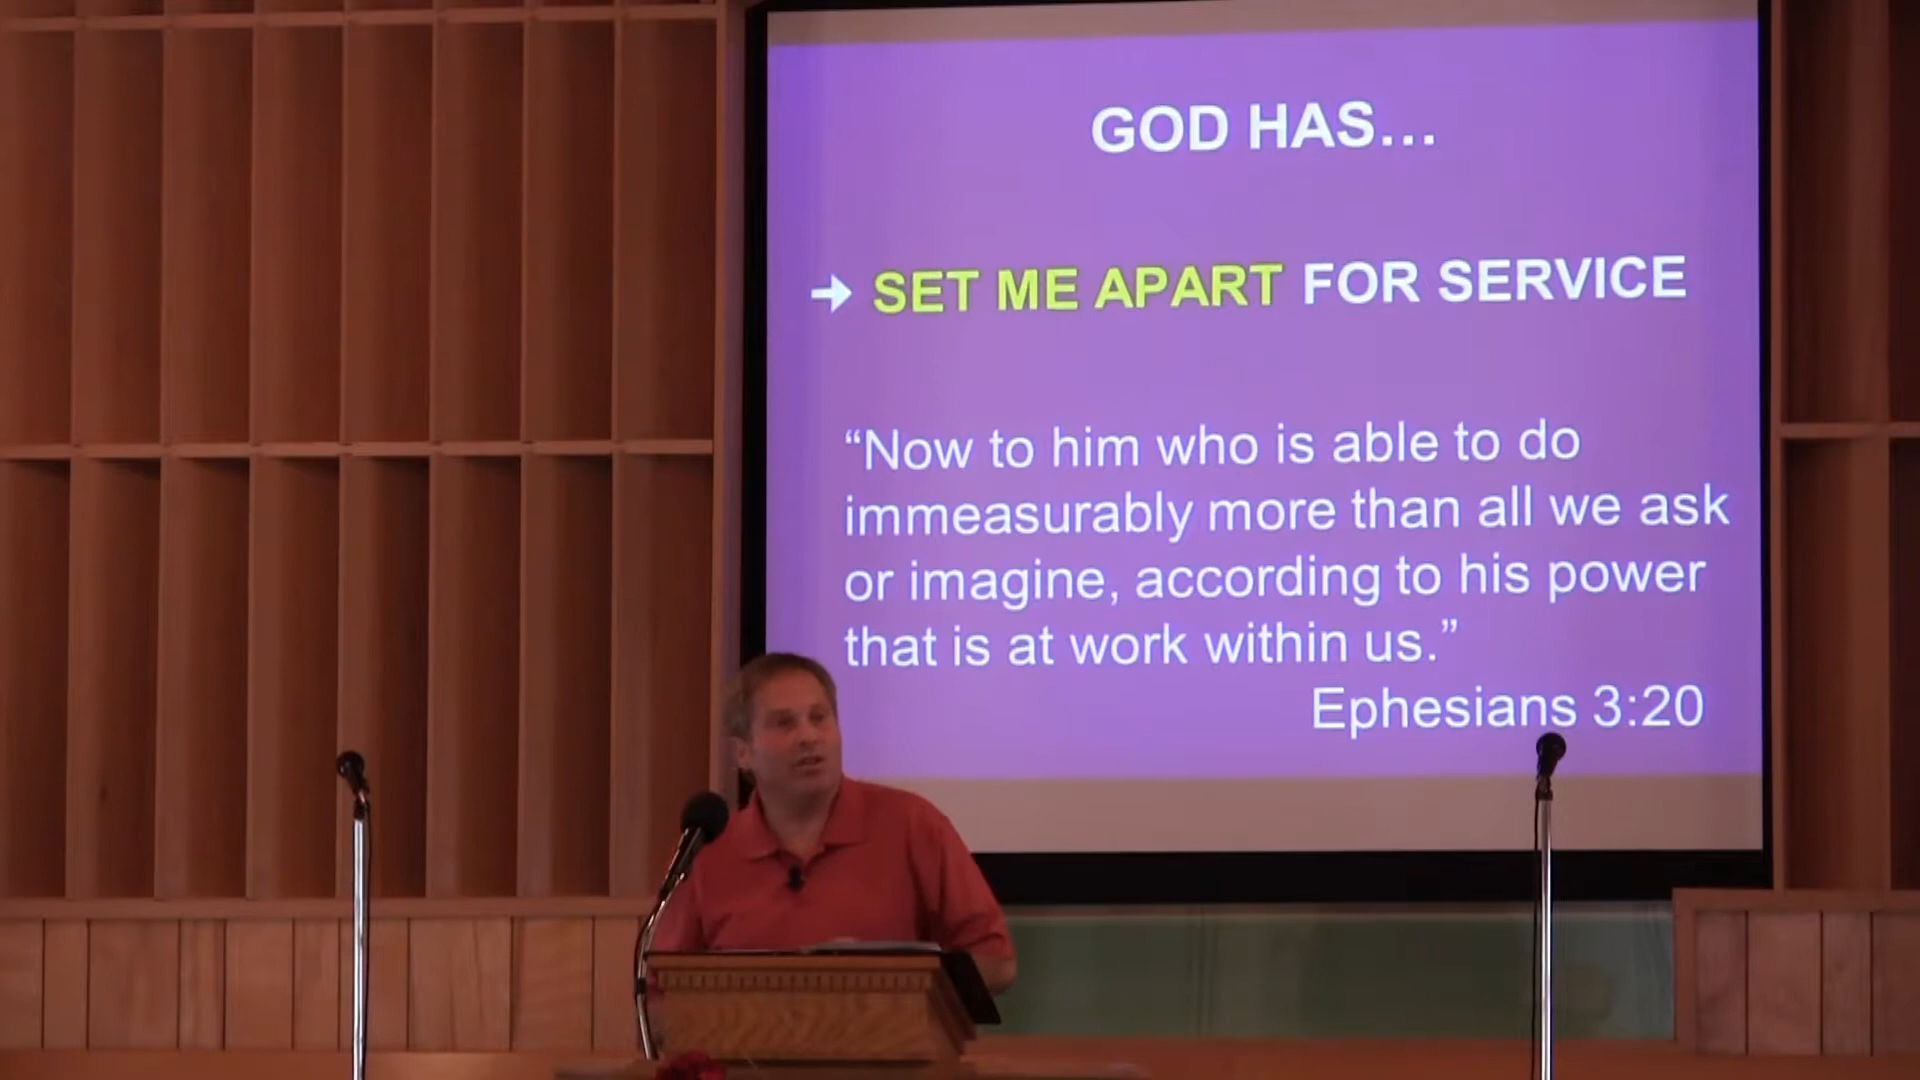 GOD HAS...
➔ SET ME APART FOR SERVICE
“Now to him who is able to do
immeasurably more than all we ask
or imagine, according to his power
that is at work within us.”
Ephesians 3:20